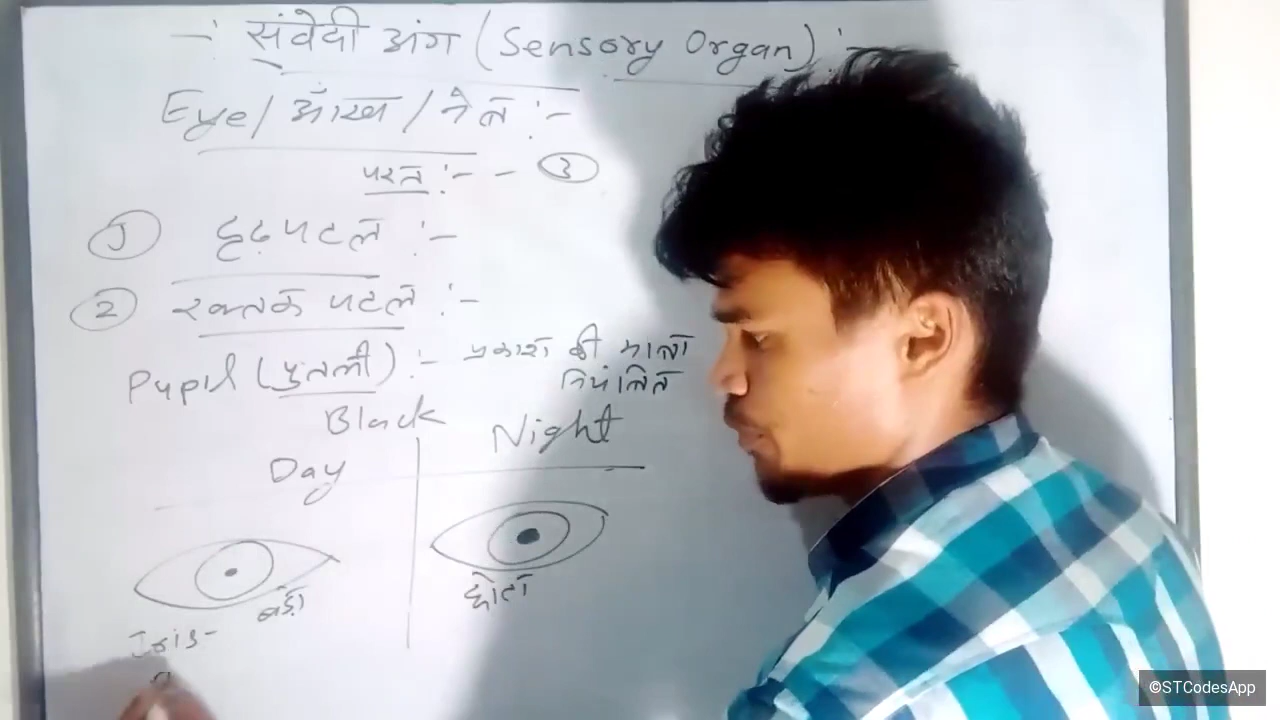 -: संवेदी अंग (Sensory Organ) :-
Eye / आँख / नेत्र :-
परत :- - ③
① दृढ़ पटल :-
② रक्तक पटल :-
Pupil (पुतली) :- प्रकाश की मात्रा
नियंत्रित
Black
Day Night
बड़ा छोटा
Iris-
©STCodesApp